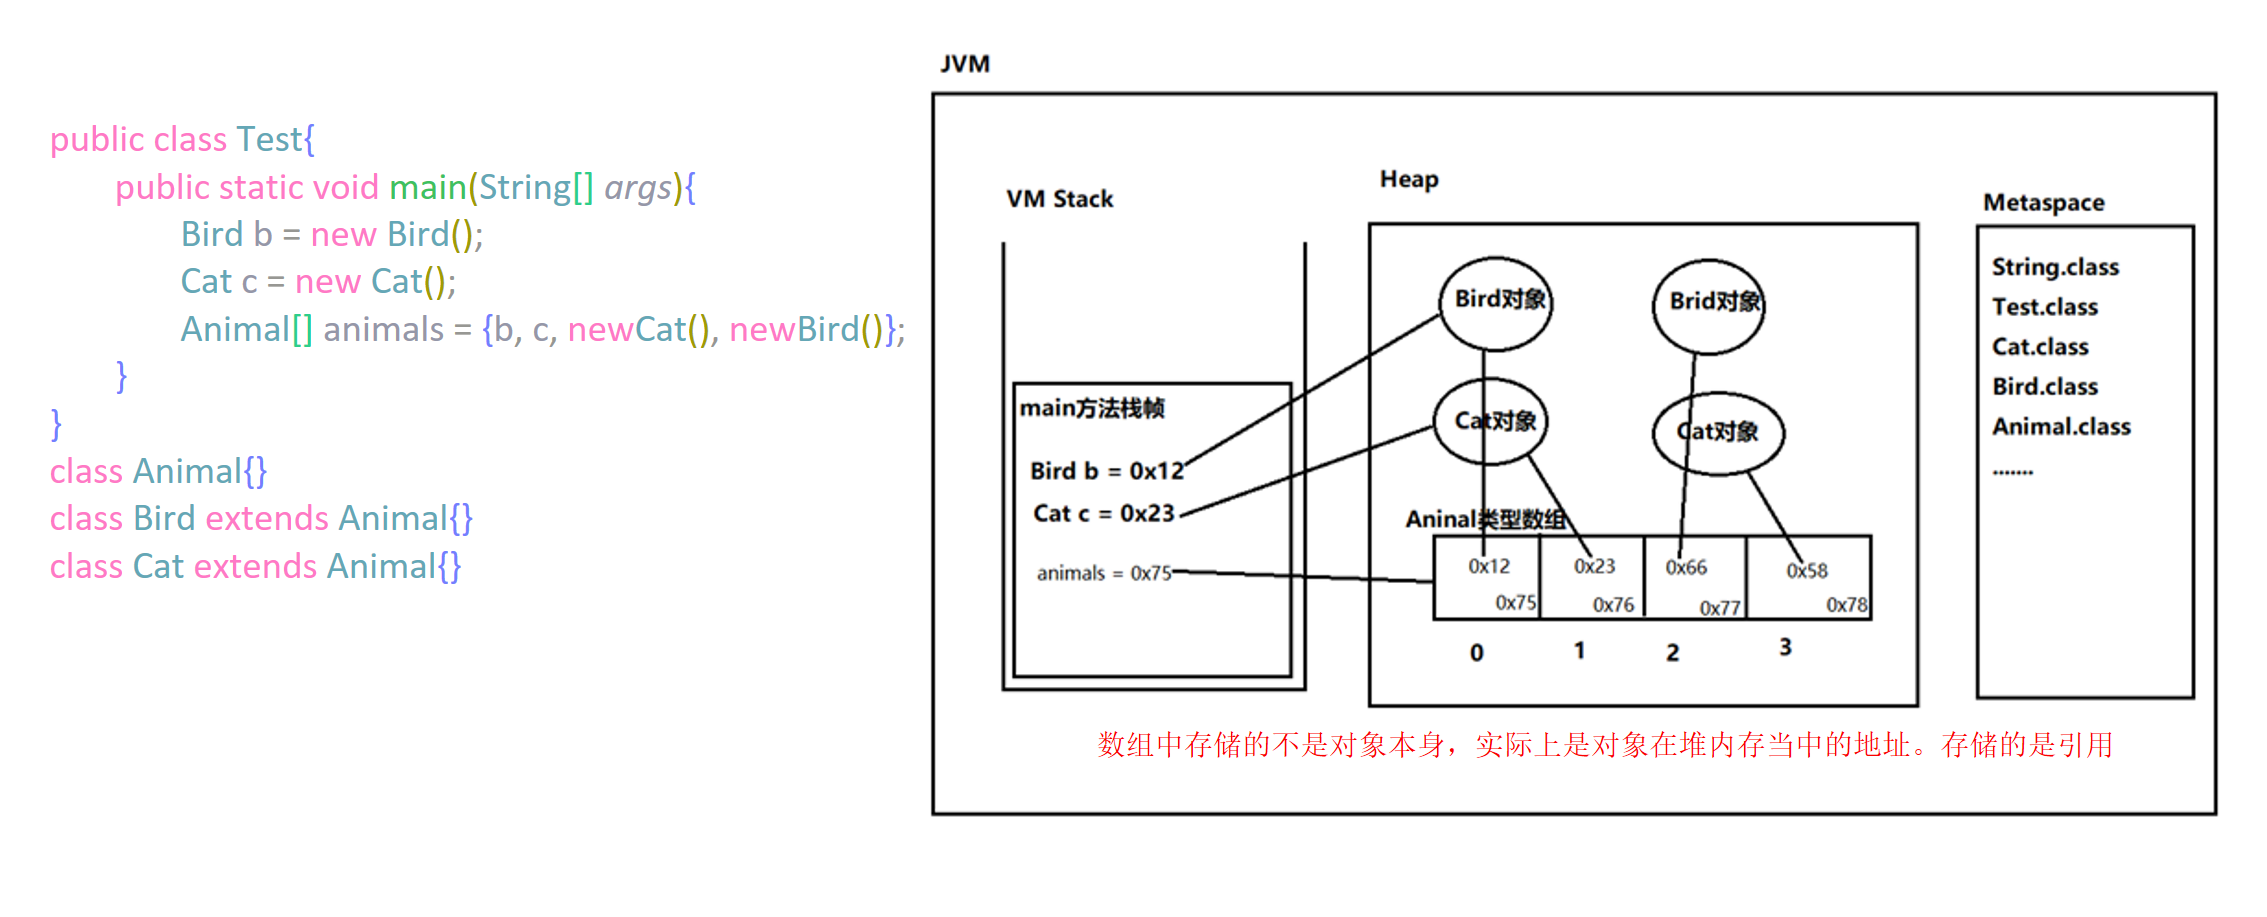 public class Test{
public static void main(String[] args){
Bird b = new Bird();
Cat c = new Cat();
Animal[] animals = {b, c, newCat(), newBird()};
}
}
class Animal{}
class Bird extends Animal{}
class Cat extends Animal{}
JVM
VM Stack
main方法栈帧
Bird b = 0x12
Cat c = 0x23
animals = 0x75
Heap
Bird对象
Brid对象
Cat对象
Cat对象
Aninal类型数组
0x12
0x23
0x66
0x58
0x75
0x76
0x77
0x78
0
1
2
3
Metaspace
String.class
Test.class
Cat.class
Bird.class
Animal.class
.......
数组中存储的不是对象本身，实际上是对象在堆内存当中的地址。存储的是引用